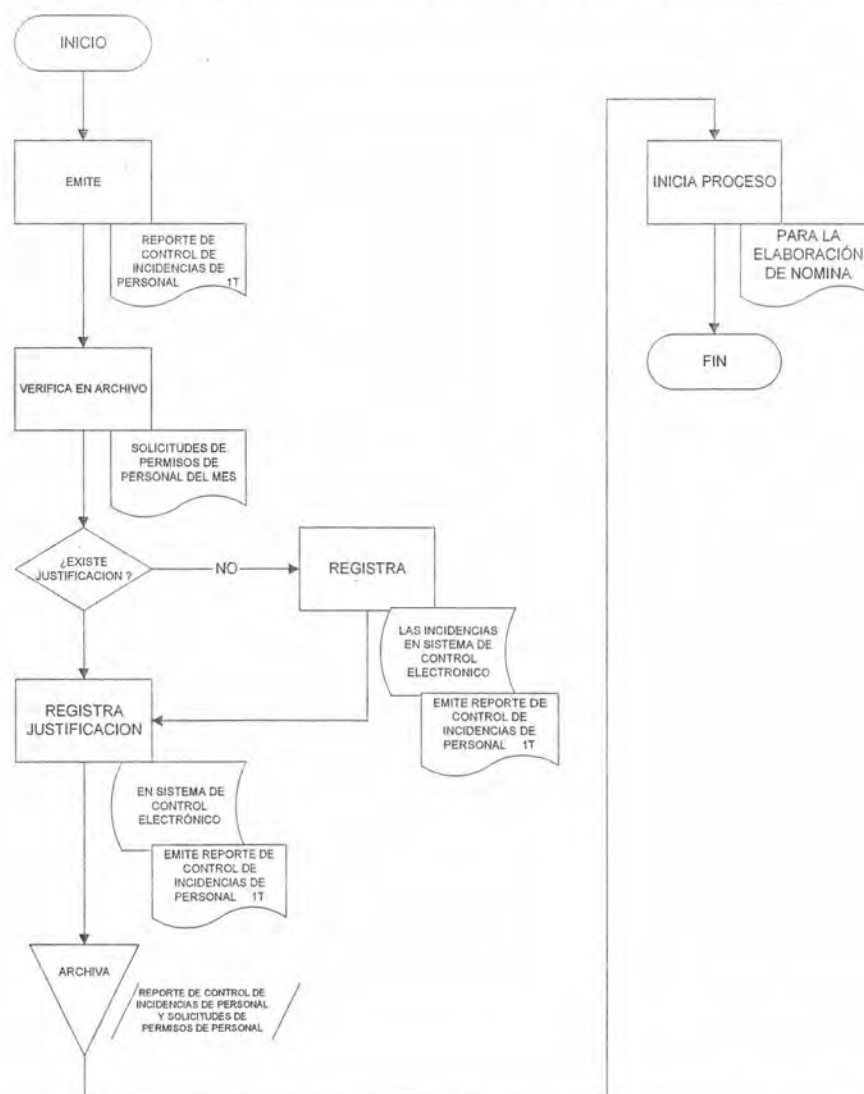 INICIO
EMITE
REPORTE DE
CONTROL DE
INCIDENCIAS DE
PERSONAL 1T
VERIFICA EN ARCHIVO
SOLICITUDES DE
PERMISOS DE
PERSONAL DEL MES
¿EXISTE
JUSTIFICACION ?
NO
REGISTRA
LAS INCIDENCIAS
EN SISTEMA DE
CONTROL
ELECTRONICO
EMITE REPORTE DE
CONTROL DE
INCIDENCIAS DE
PERSONAL 1T
REGISTRA
JUSTIFICACION
EN SISTEMA DE
CONTROL
ELECTRÓNICO
EMITE REPORTE DE
CONTROL DE
INCIDENCIAS DE
PERSONAL 1T
ARCHIVA
REPORTE DE CONTROL DE
INCIDENCIAS DE PERSONAL
Y SOLICITUDES DE
PERMISOS DE PERSONAL
INICIA PROCESO
PARA LA
ELABORACIÓN
DE NOMINA
FIN